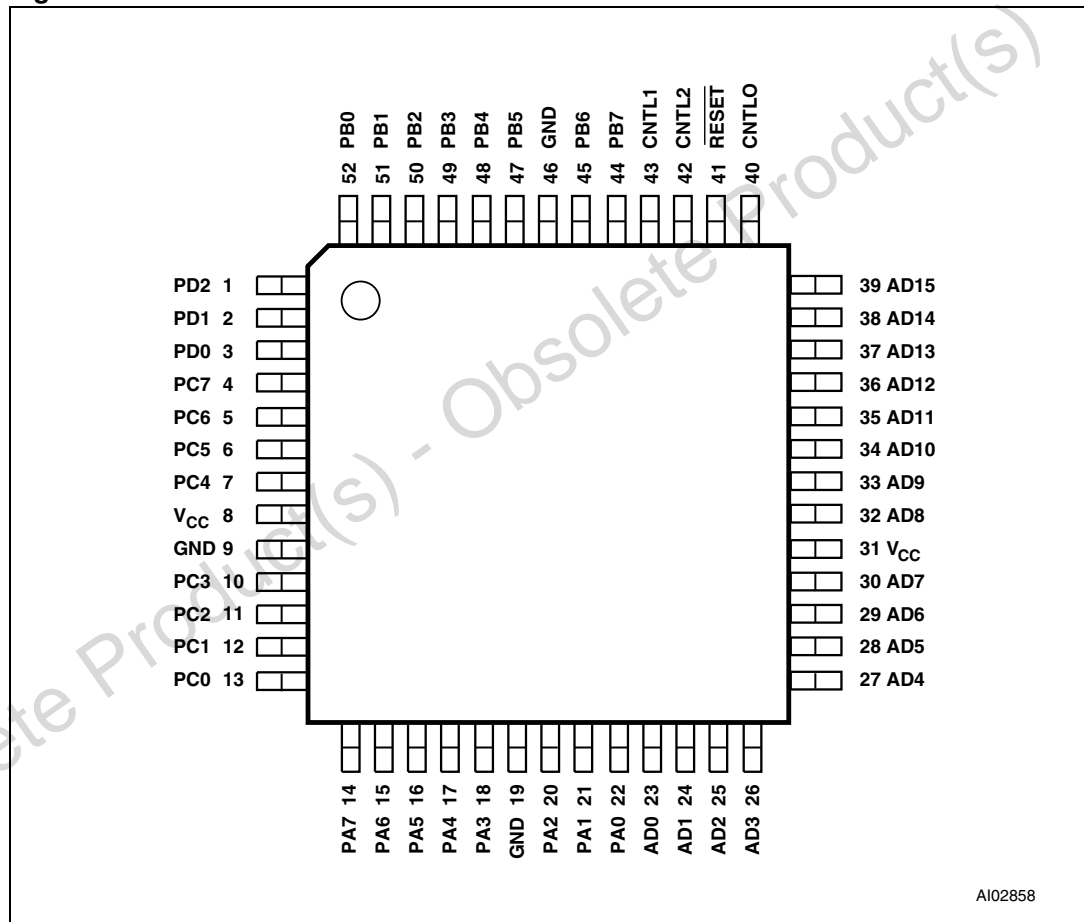 52 PB0
51 PB1
50 PB2
49 PB3
48 PB4
47 PB5
46 GND
45 PB6
44 PB7
43 CNTL1
42 CNTL2
41 RESET
40 CNTLO
PD2 1
PD1 2
PD0 3
PC7 4
PC6 5
PC5 6
PC4 7
VCC 8
GND 9
PC3 10
PC2 11
PC1 12
PC0 13
39 AD15
38 AD14
37 AD13
36 AD12
35 AD11
34 AD10
33 AD9
32 AD8
31 VCC
30 AD7
29 AD6
28 AD5
27 AD4
PA7 14
PA6 15
PA5 16
PA4 17
PA3 18
GND 19
PA2 20
PA1 21
PA0 22
AD0 23
AD1 24
AD2 25
AD3 26
AI02858
ete Product(s) - Obsolete Product(s)